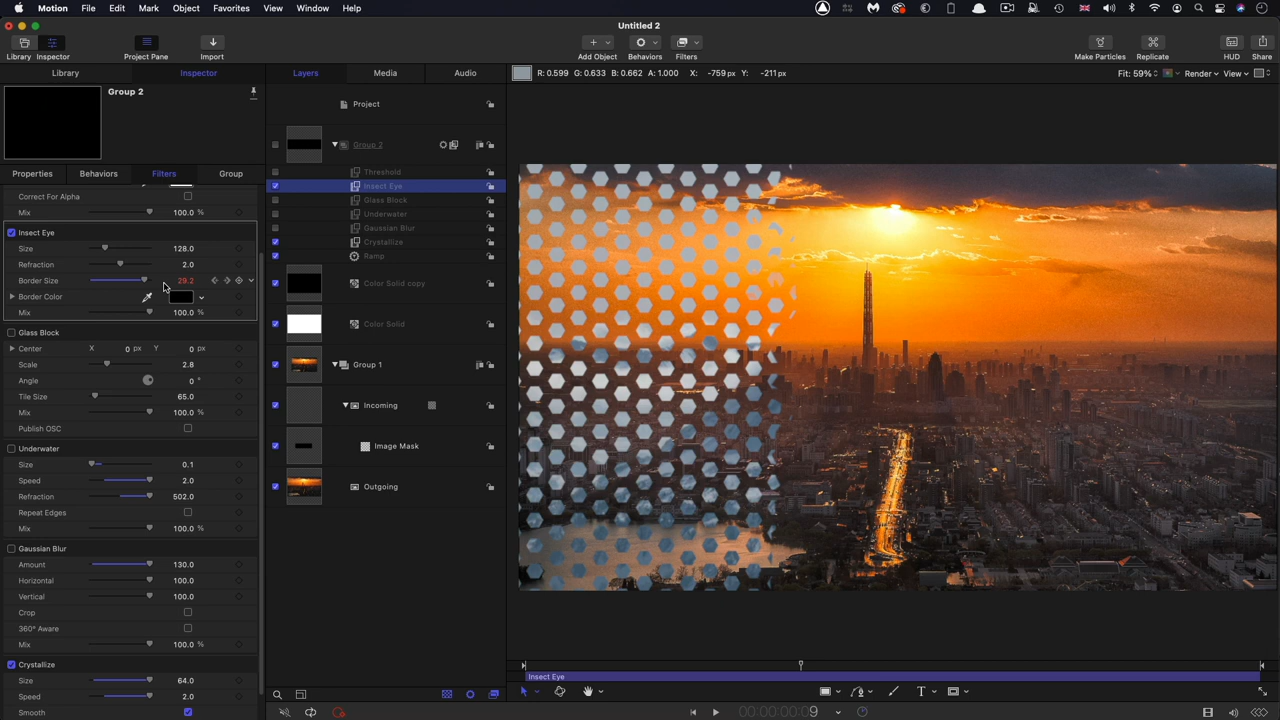 Motion File Edit Mark Object Favorites View Window Help
Untitled 2
Library Inspector Project Pane Import Add Object Behaviors Filters Make Particles Replicate HUD Share
Library Inspector Layers Media Audio R: 0.599 G: 0.633 B: 0.662 A: 1.000 X: -759 px Y: -211 px Fit: 59% Render View
Group 2
Project
Group 2
Properties Behaviors Filters Group
Threshold
Insect Eye
Glass Block
Underwater
Gaussian Blur
Crystallize
Ramp
Color Solid copy
Color Solid
Group 1
Incoming
Image Mask
Outgoing
Correct For Alpha
Mix 100.0 %
Insect Eye
Size 128.0
Refraction 2.0
Border Size 29.2
Border Color
Mix 100.0 %
Glass Block
Center X 0 px Y 0 px
Scale 2.8
Angle 0 °
Tile Size 65.0
Mix 100.0 %
Publish OSC
Underwater
Size 0.1
Speed 2.0
Refraction 502.0
Repeat Edges
Mix 100.0 %
Gaussian Blur
Amount 130.0
Horizontal 100.0
Vertical 100.0
Crop
360° Aware
Mix 100.0 %
Crystallize
Size 64.0
Speed 2.0
Smooth
Insect Eye
T
00:00:00:09